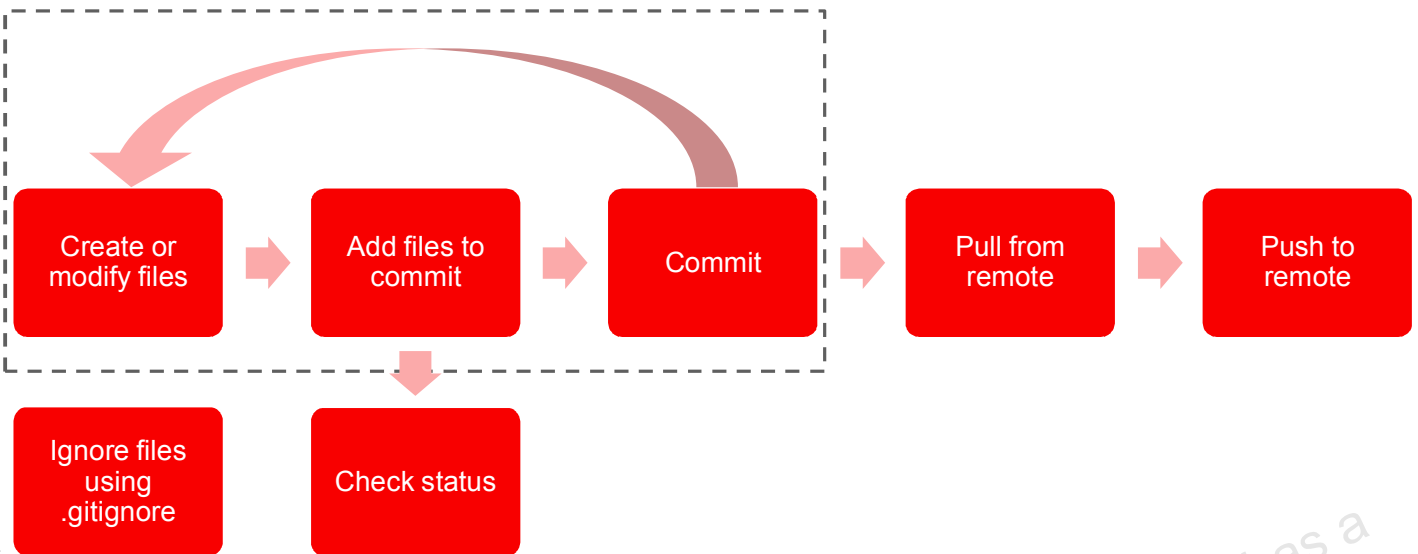 Create or
modify files
Add files to
commit
Commit
Pull from
remote
Push to
remote
Ignore files
using
.gitignore
Check status
as a